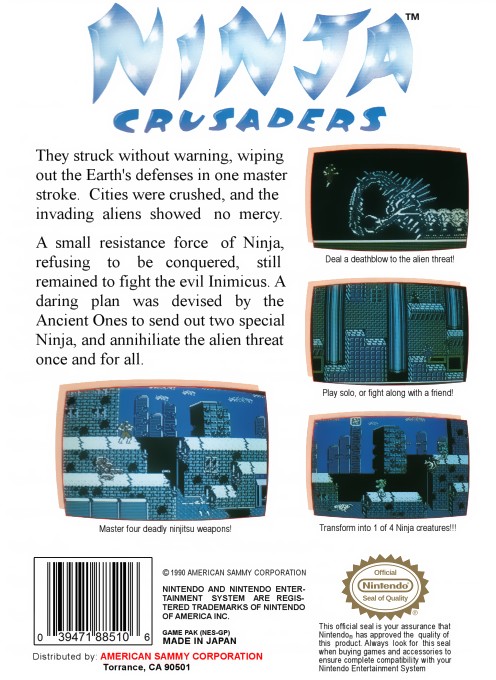 NINJA™
CRUSADERS
They struck without warning, wiping
out the Earth's defenses in one master
stroke. Cities were crushed, and the
invading aliens showed no mercy.
A small resistance force of Ninja,
refusing to be conquered, still
remained to fight the evil Inimicus. A
daring plan was devised by the
Ancient Ones to send out two special
Ninja, and annihiliate the alien threat
once and for all.
Deal a deathblow to the alien threat!
Play solo, or fight along with a friend!
Master four deadly ninjitsu weapons!
Transform into 1 of 4 Ninja creatures!!!
0 39471 88510 6
© 1990 AMERICAN SAMMY CORPORATION
NINTENDO AND NINTENDO ENTER-
TAINMENT SYSTEM ARE REGIS-
TERED TRADEMARKS OF NINTENDO
OF AMERICA INC.
GAME PAK (NES-GP)
MADE IN JAPAN
Distributed by: AMERICAN SAMMY CORPORATION
Torrance, CA 90501
Official
Nintendo
Seal of Quality
®
This official seal is your assurance that
Nintendo® has approved the quality of
this product. Always look for this seal
when buying games and accessories to
ensure complete compatibility with your
Nintendo Entertainment System